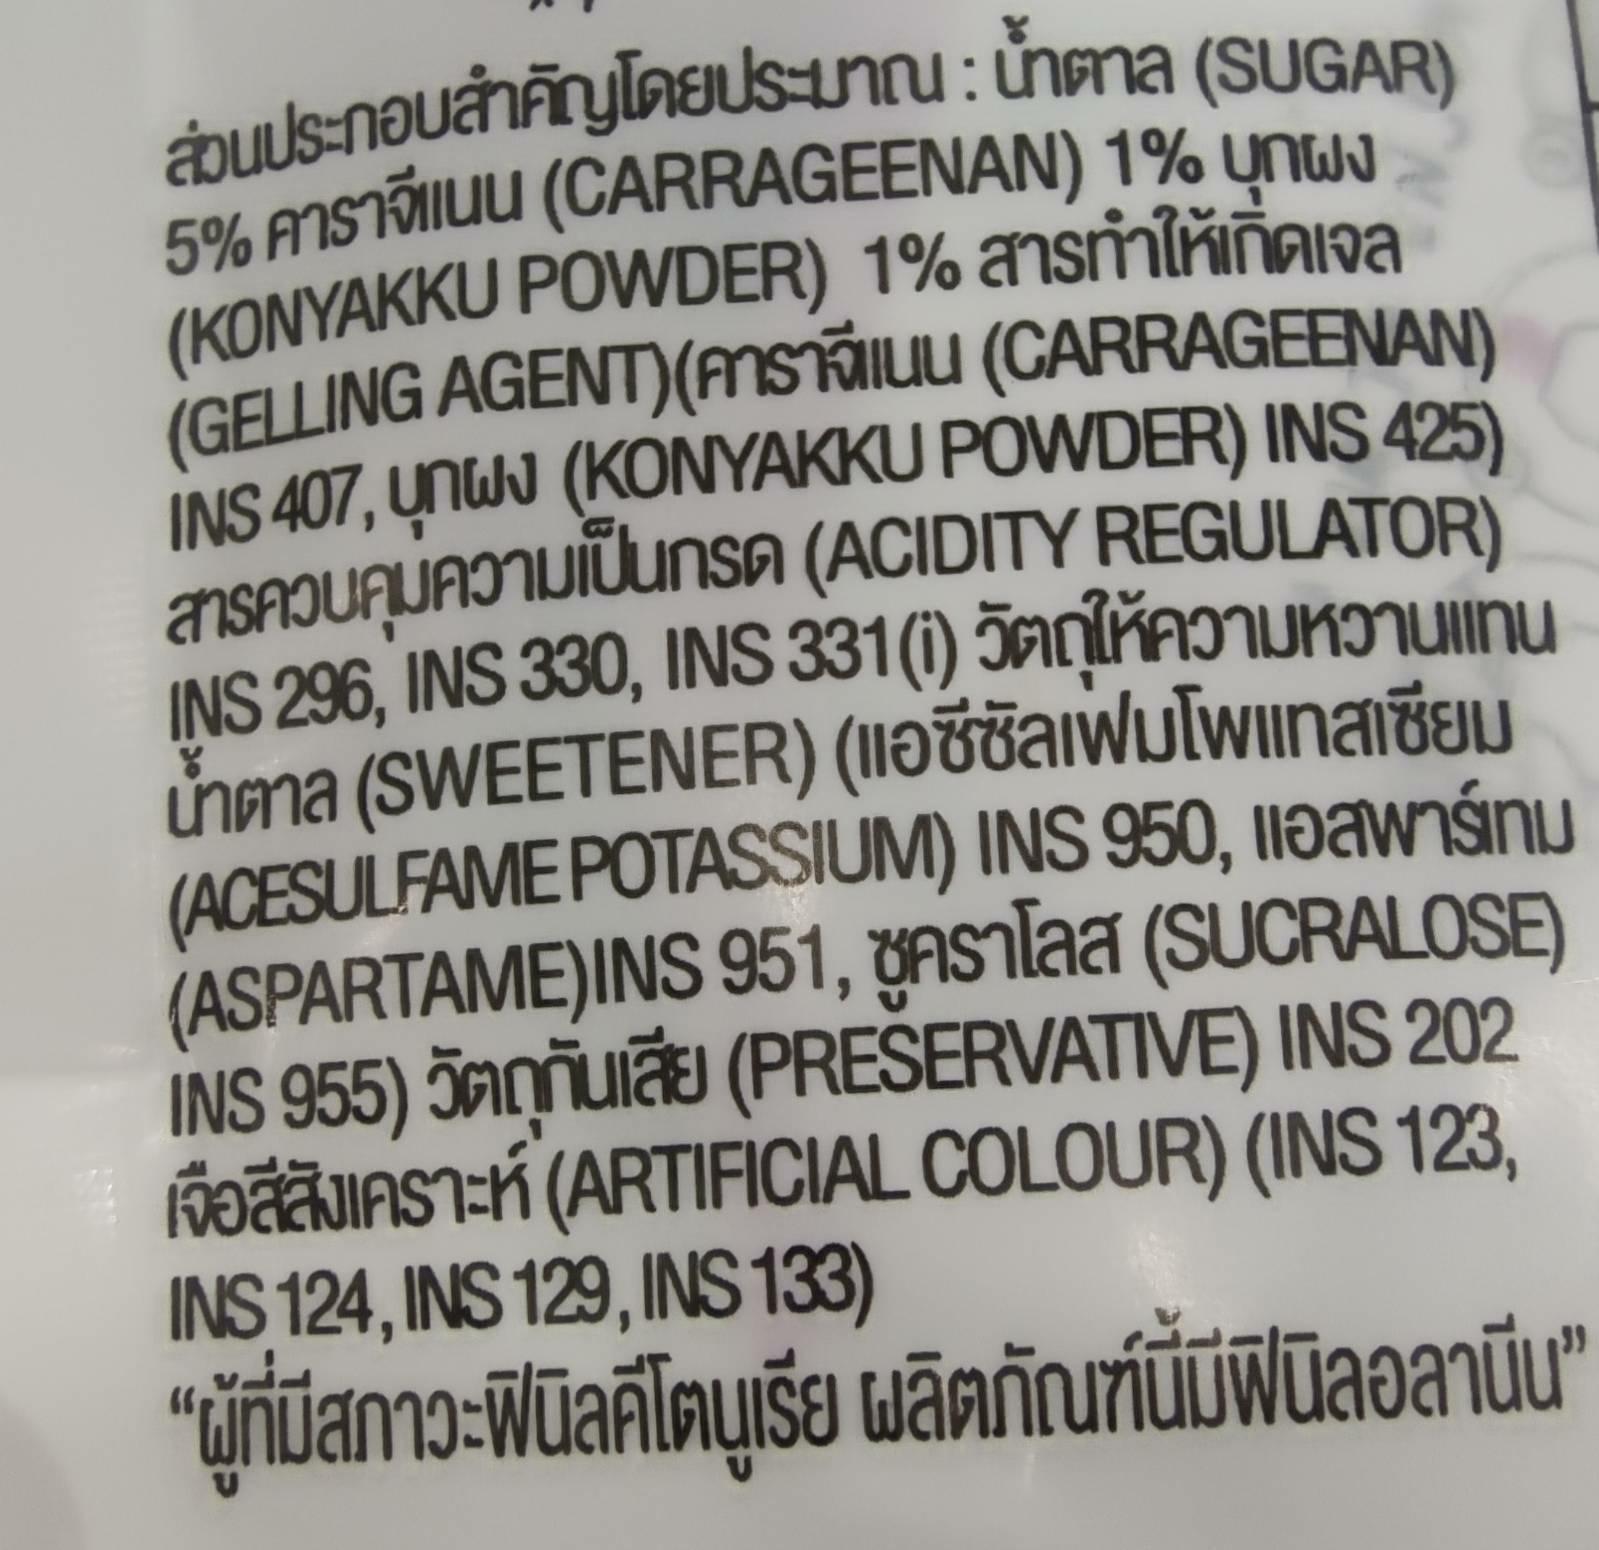 ส่วนประกอบสำคัญโดยประมาณ : น้ำตาล (SUGAR)
5% คาราจีแนน (CARRAGEENAN) 1% บุกผง
(KONYAKKU POWDER) 1% สารทำให้เกิดเจล
(GELLING AGENT)(คาราจีแนน (CARRAGEENAN)
INS 407, บุกผง (KONYAKKU POWDER) INS 425)
สารควบคุมความเป็นกรด (ACIDITY REGULATOR)
INS 296, INS 330, INS 331(i) วัตถุให้ความหวานแทน
น้ำตาล (SWEETENER) (แอซีซัลเฟมโพแทสเซียม
(ACESULFAME POTASSIUM) INS 950, แอสพาร์เทม
(ASPARTAME)INS 951, ซูคราโลส (SUCRALOSE)
INS 955) วัตถุกันเสีย (PRESERVATIVE) INS 202
เจือสีสังเคราะห์ (ARTIFICIAL COLOUR) (INS 123,
INS 124, INS 129, INS 133)
“ผู้ที่มีสภาวะฟินิลคีโตนูเรีย ผลิตภัณฑ์นี้มีฟินิลอลานีน”